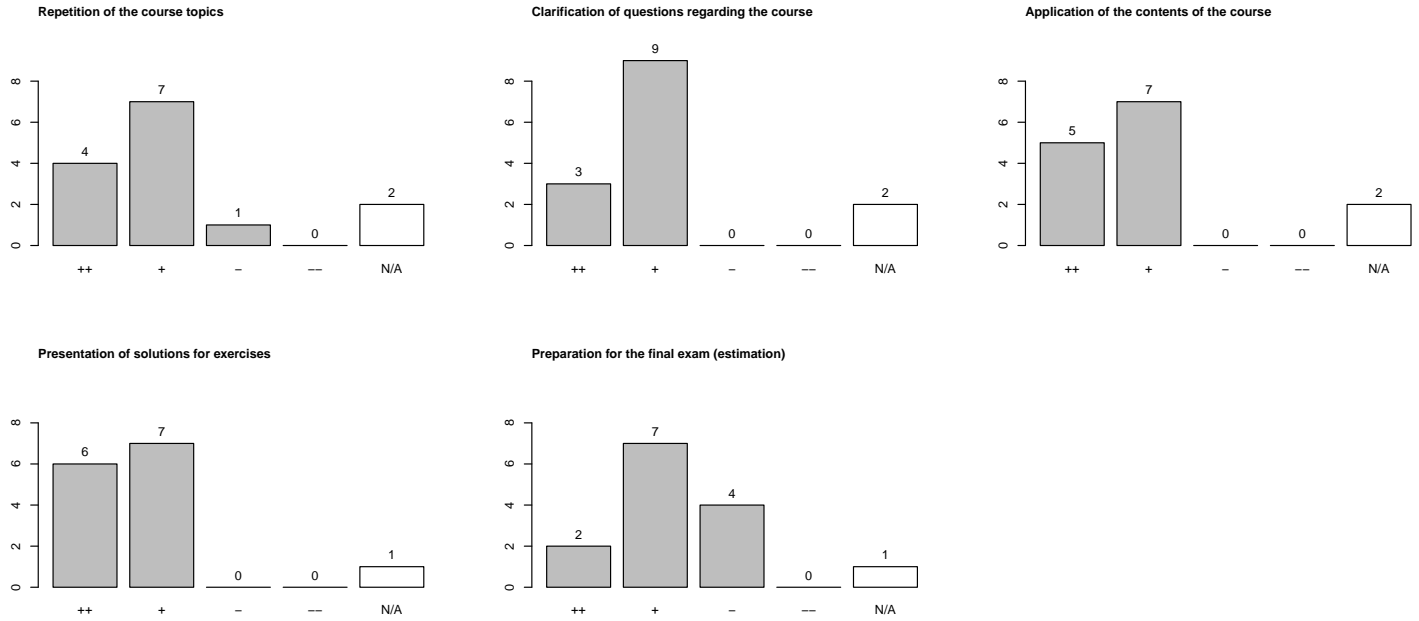 Repetition of the course topics
0 2 4 6 8
4 7 1 0 2
++ + − −− N/A
Clarification of questions regarding the course
0 2 4 6 8
3 9 0 0 2
++ + − −− N/A
Application of the contents of the course
0 2 4 6 8
5 7 0 0 2
++ + − −− N/A
Presentation of solutions for exercises
0 2 4 6 8
6 7 0 0 1
++ + − −− N/A
Preparation for the final exam (estimation)
0 2 4 6 8
2 7 4 0 1
++ + − −− N/A